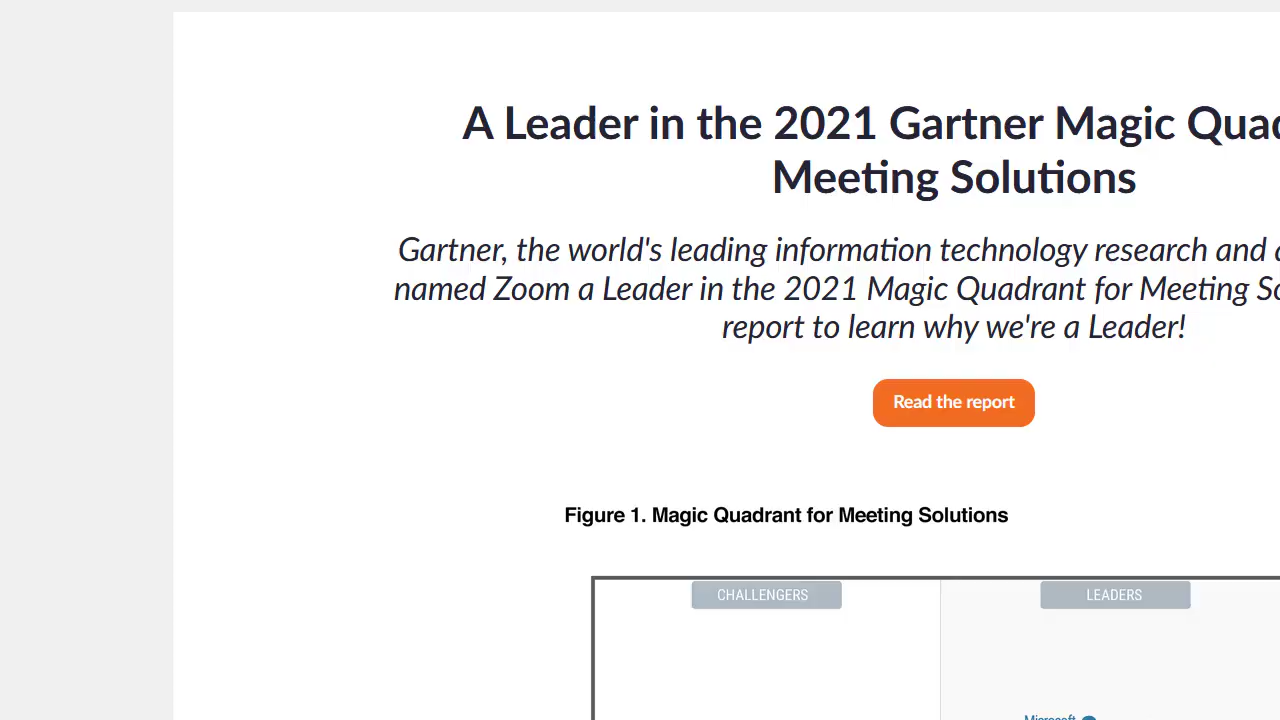 A Leader in the 2021 Gartner Magic
Meeting Solutions
Gartner, the world's leading information technology research and
named Zoom a Leader in the 2021 Magic Quadrant for Meeting
report to learn why we're a Leader!
Read the report
Figure 1. Magic Quadrant for Meeting Solutions
CHALLENGERS
LEADERS
Microsoft